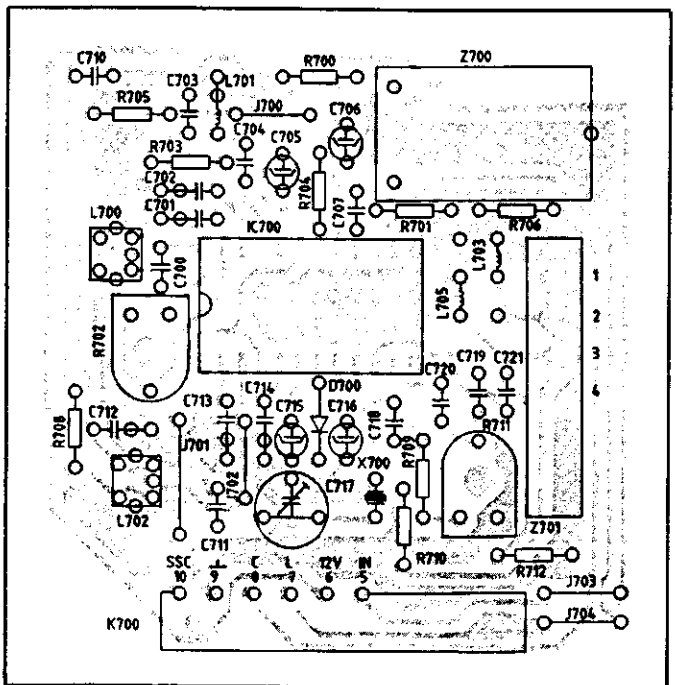 C710
R700
Z700
C703
L701
R705
J700
C706
C704
C705
R703
C702
R704
C701
C707
L700
IC700
R701
R706
L703
C700
1
L705
2
R702
3
D700
C719
C721
C720
4
C714
C713
C715
C716
R708
C712
C718
R711
J701
R709
X700
J702
C717
L702
Z701
C711
R710
R712
SSC
⊥
C
L
12V
IN
10
9
8
7
6
5
J703
K700
J704